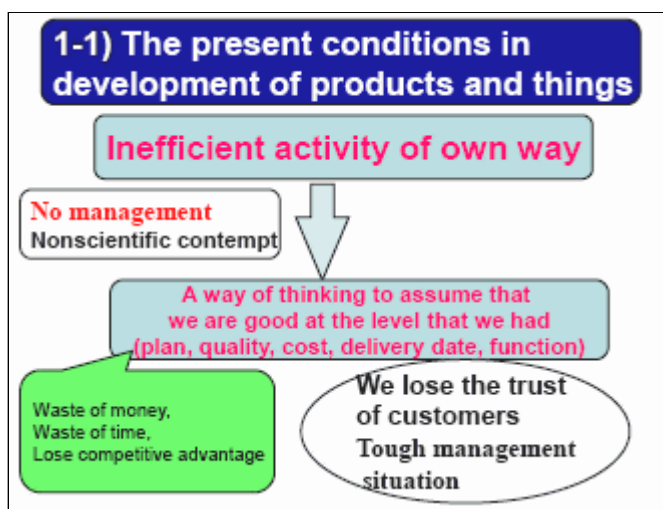 1-1) The present conditions in
development of products and things
Inefficient activity of own way
No management
Nonscientific contempt
A way of thinking to assume that
we are good at the level that we had
(plan, quality, cost, delivery date, function)
Waste of money,
Waste of time,
Lose competitive advantage
We lose the trust
of customers
Tough management
situation